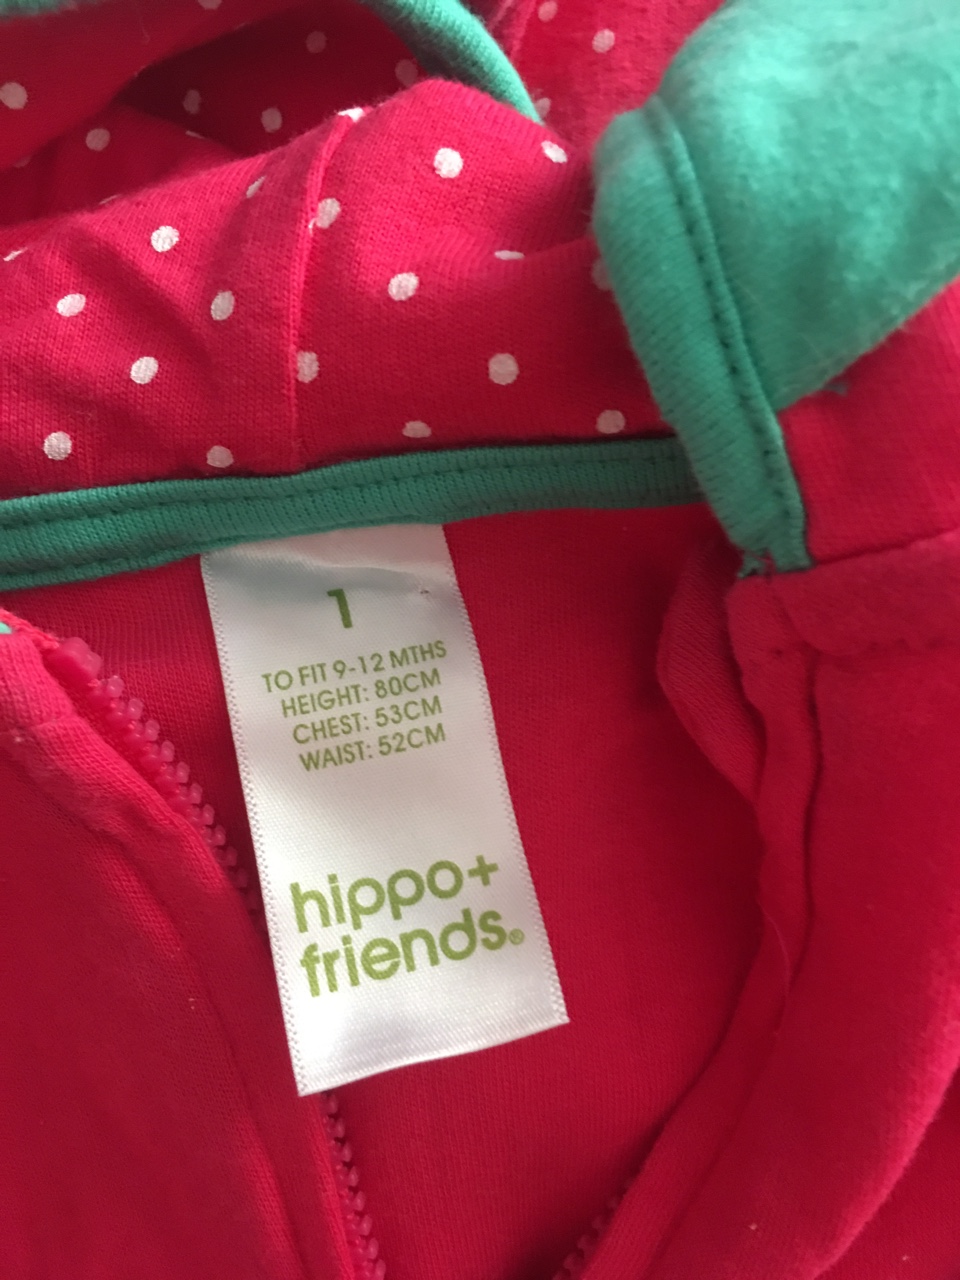 1
TO FIT 9-12 MTHS
HEIGHT: 80CM
CHEST: 53CM
WAIST: 52CM
hippo+
friends®